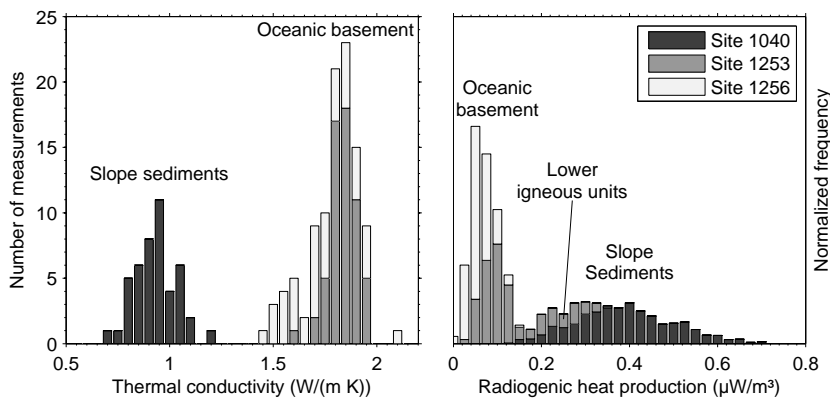 25
20
15
10
5
0
Number of measurements
Oceanic basement
Slope sediments
0.5
1
1.5
2
Thermal conductivity (W/(m K))
Site 1040
Site 1253
Site 1256
Oceanic
basement
Lower
igneous units
Slope
Sediments
Normalized frequency
0
0.2
0.4
0.6
0.8
Radiogenic heat production (µW/m³)